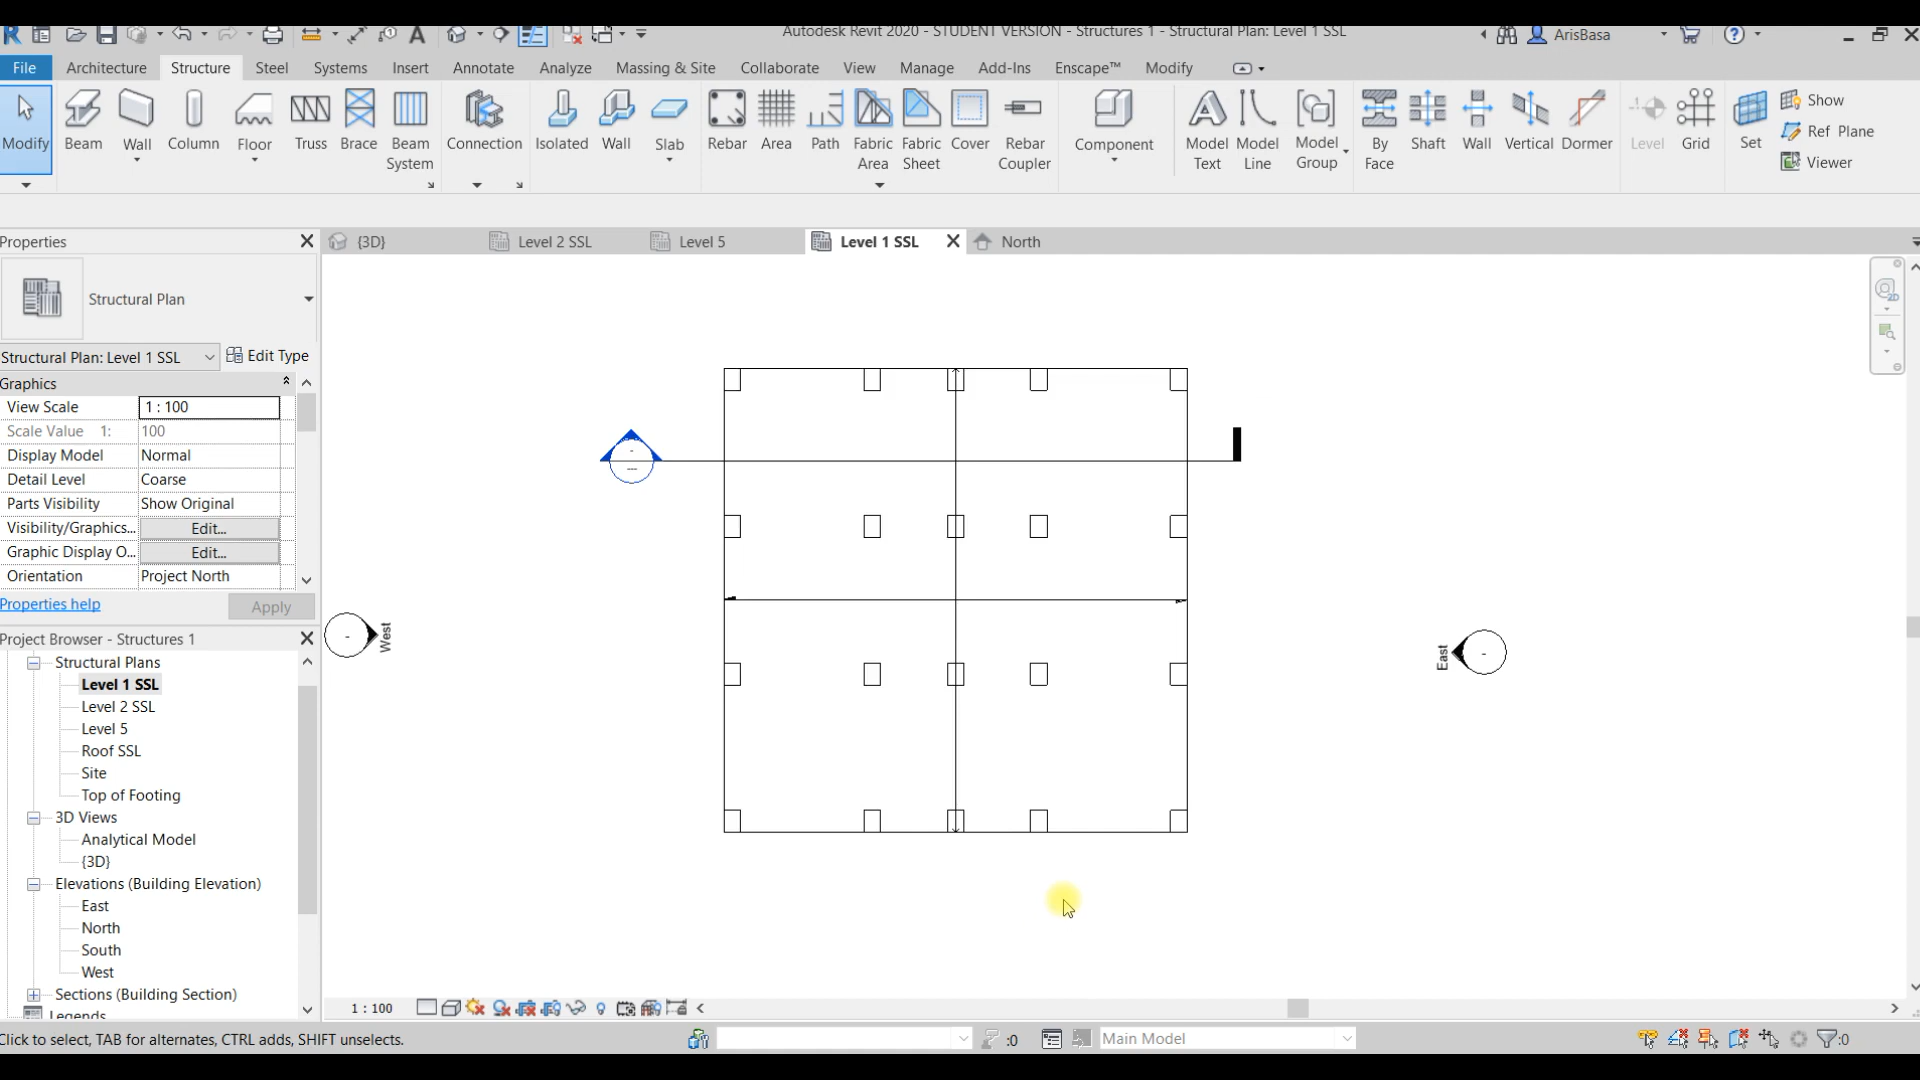 Autodesk Revit 2020 - STUDENT VERSION - Structures 1 - Structural Plan: Level 1 SSL
ArisBasa
File Architecture Structure Steel Systems Insert Annotate Analyze Massing & Site Collaborate View Manage Add-Ins Enscape™ Modify
Modify Beam Wall Column Floor Truss Brace Beam System Connection Isolated Wall Slab Rebar Area Path Fabric Area Fabric Sheet Cover Rebar Coupler Component Model Text Model Line Model Group By Face Shaft Wall Vertical Dormer Level Grid Set Show
Ref Plane
Viewer
Properties
{3D} Level 2 SSL Level 5 Level 1 SSL North
2D
Structural Plan
Structural Plan: Level 1 SSL Edit Type
Graphics
View Scale 1 : 100
Scale Value 1: 100
Display Model Normal
Detail Level Coarse
Parts Visibility Show Original
Visibility/Graphics... Edit...
Graphic Display O... Edit...
Orientation Project North
Properties help Apply
West
East
Project Browser - Structures 1
Structural Plans
Level 1 SSL
Level 2 SSL
Level 5
Roof SSL
Site
Top of Footing
3D Views
Analytical Model
{3D}
Elevations (Building Elevation)
East
North
South
West
Sections (Building Section)
Legends
1 : 100
Click to select, TAB for alternates, CTRL adds, SHIFT unselects.
:0
Main Model
:0